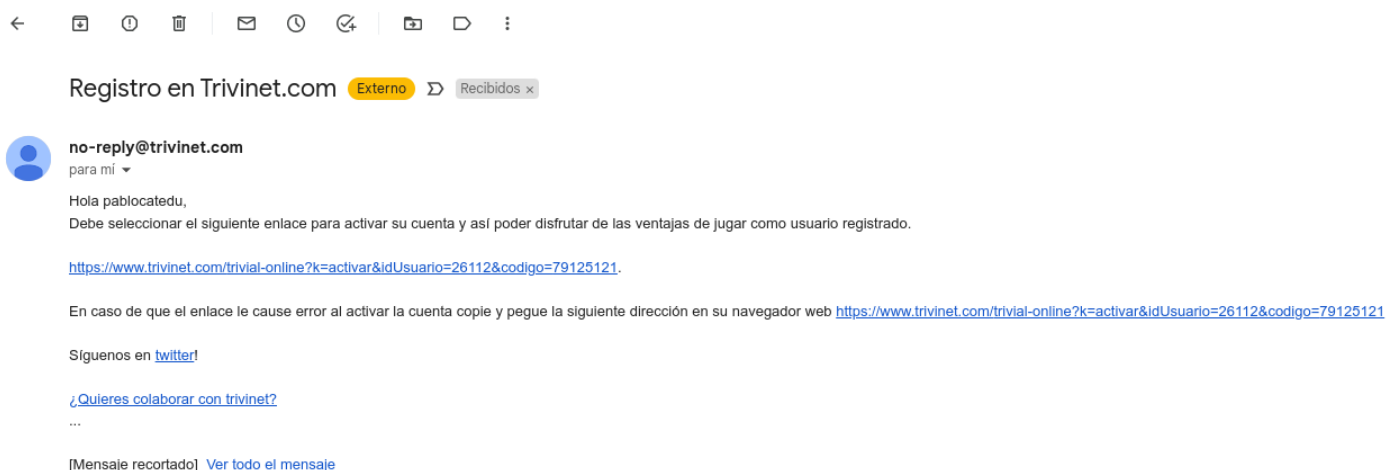 Registro en Trivinet.com Externo Recibidos ×
no-reply@trivinet.com
para mí
Hola pablocatedu,
Debe seleccionar el siguiente enlace para activar su cuenta y así poder disfrutar de las ventajas de jugar como usuario registrado.
https://www.trivinet.com/trivial-online?k=activar&idUsuario=26112&codigo=79125121.
En caso de que el enlace le cause error al activar la cuenta copie y pegue la siguiente dirección en su navegador web https://www.trivinet.com/trivial-online?k=activar&idUsuario=26112&codigo=79125121
Síguenos en twitter!
¿Quieres colaborar con trivinet?
...
[Mensaje recortado] Ver todo el mensaje